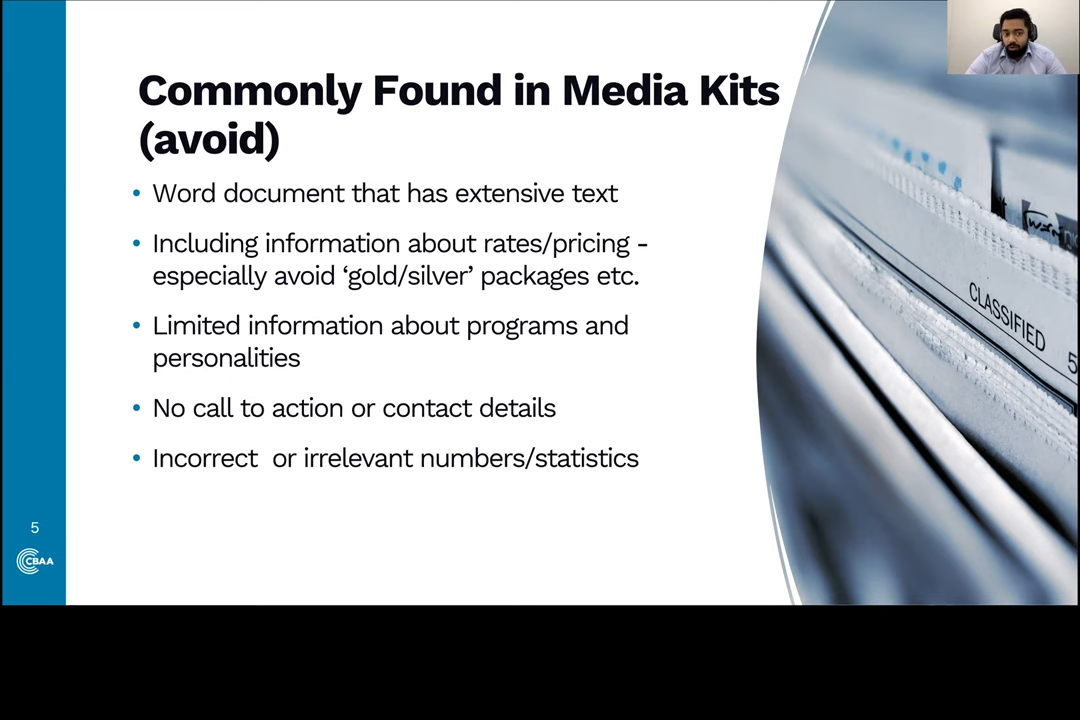 Commonly Found in Media Kits
(avoid)
• Word document that has extensive text
• Including information about rates/pricing -
especially avoid ‘gold/silver’ packages etc.
• Limited information about programs and
personalities
• No call to action or contact details
• Incorrect  or irrelevant numbers/statistics
CLASSIFIED
5
5
CBAA